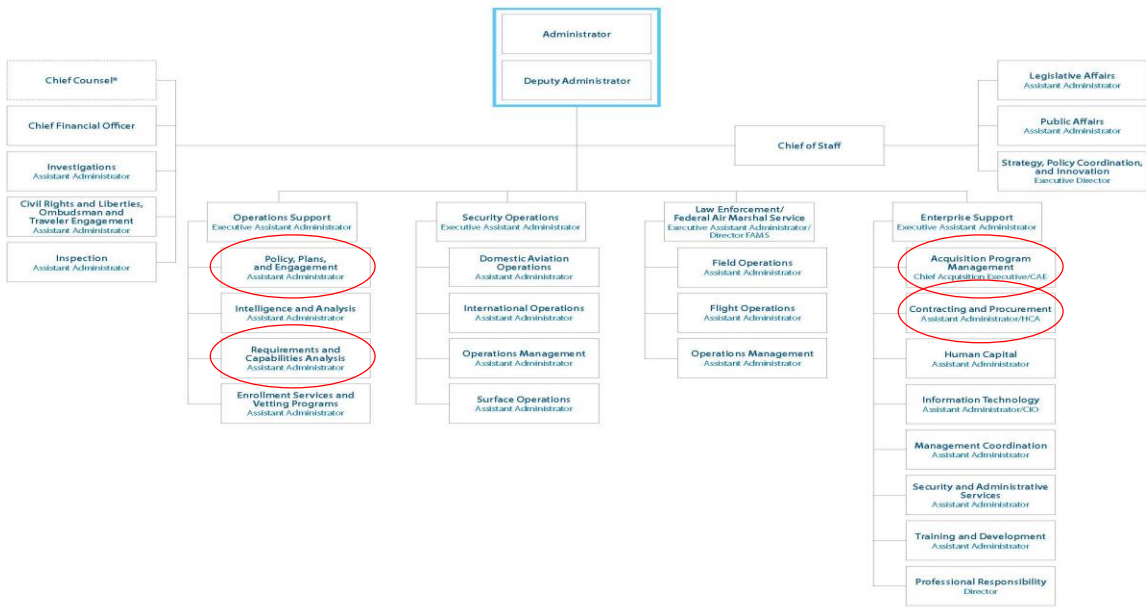 Administrator
Deputy Administrator
Chief Counsel*
Chief Financial Officer
Investigations
Assistant Administrator
Civil Rights and Liberties,
Ombudsman and
Traveler Engagement
Assistant Administrator
Inspection
Assistant Administrator
Chief of Staff
Legislative Affairs
Assistant Administrator
Public Affairs
Assistant Administrator
Strategy, Policy Coordination,
and Innovation
Executive Director
Operations Support
Executive Assistant Administrator
Policy, Plans,
and Engagement
Assistant Administrator
Intelligence and Analysis
Assistant Administrator
Requirements and
Capabilities Analysis
Assistant Administrator
Enrollment Services and
Vetting Programs
Assistant Administrator
Security Operations
Executive Assistant Administrator
Domestic Aviation
Operations
Assistant Administrator
International Operations
Assistant Administrator
Operations Management
Assistant Administrator
Surface Operations
Assistant Administrator
Law Enforcement/
Federal Air Marshal Service
Executive Assistant Administrator/
Director FAMS
Field Operations
Assistant Administrator
Flight Operations
Assistant Administrator
Operations Management
Assistant Administrator
Enterprise Support
Executive Assistant Administrator
Acquisition Program
Management
Chief Acquisition Executive/CAE
Contracting and Procurement
Assistant Administrator/HCA
Human Capital
Assistant Administrator
Information Technology
Assistant Administrator/CIO
Management Coordination
Assistant Administrator
Security and Administrative
Services
Assistant Administrator
Training and Development
Assistant Administrator
Professional Responsibility
Director